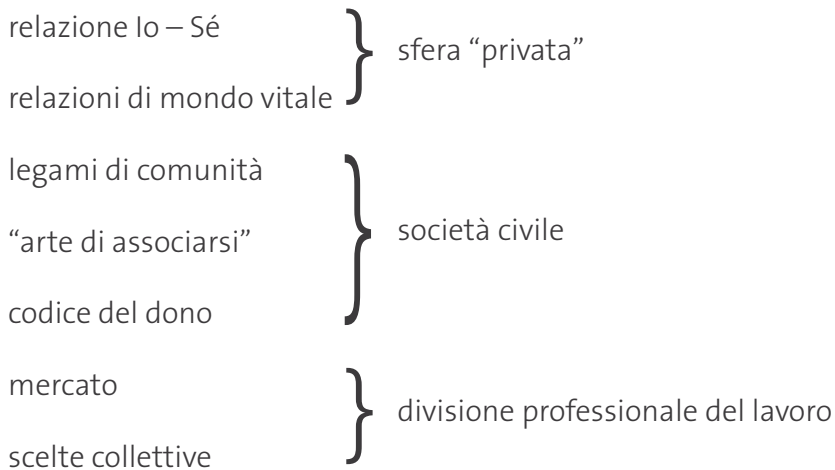 relazione Io – Sé
sfera “privata”
relazioni di mondo vitale
legami di comunità
“arte di associarsi”
società civile
codice del dono
mercato
divisione professionale del lavoro
scelte collettive